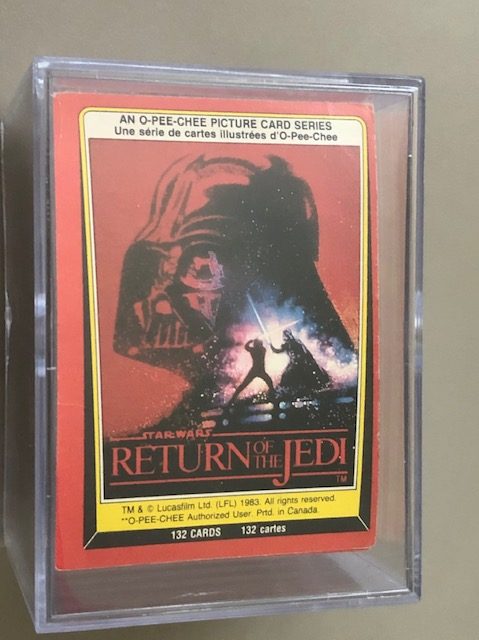 AN O-PEE-CHEE PICTURE CARD SERIES
Une série de cartes illustrées d'O-Pee-Chee
STAR WARS
RETURN OF THE JEDI
TM
TM & © Lucasfilm Ltd. (LFL) 1983. All rights reserved.
**O-PEE-CHEE Authorized User. Prtd. in Canada.
132 CARDS 132 cartes